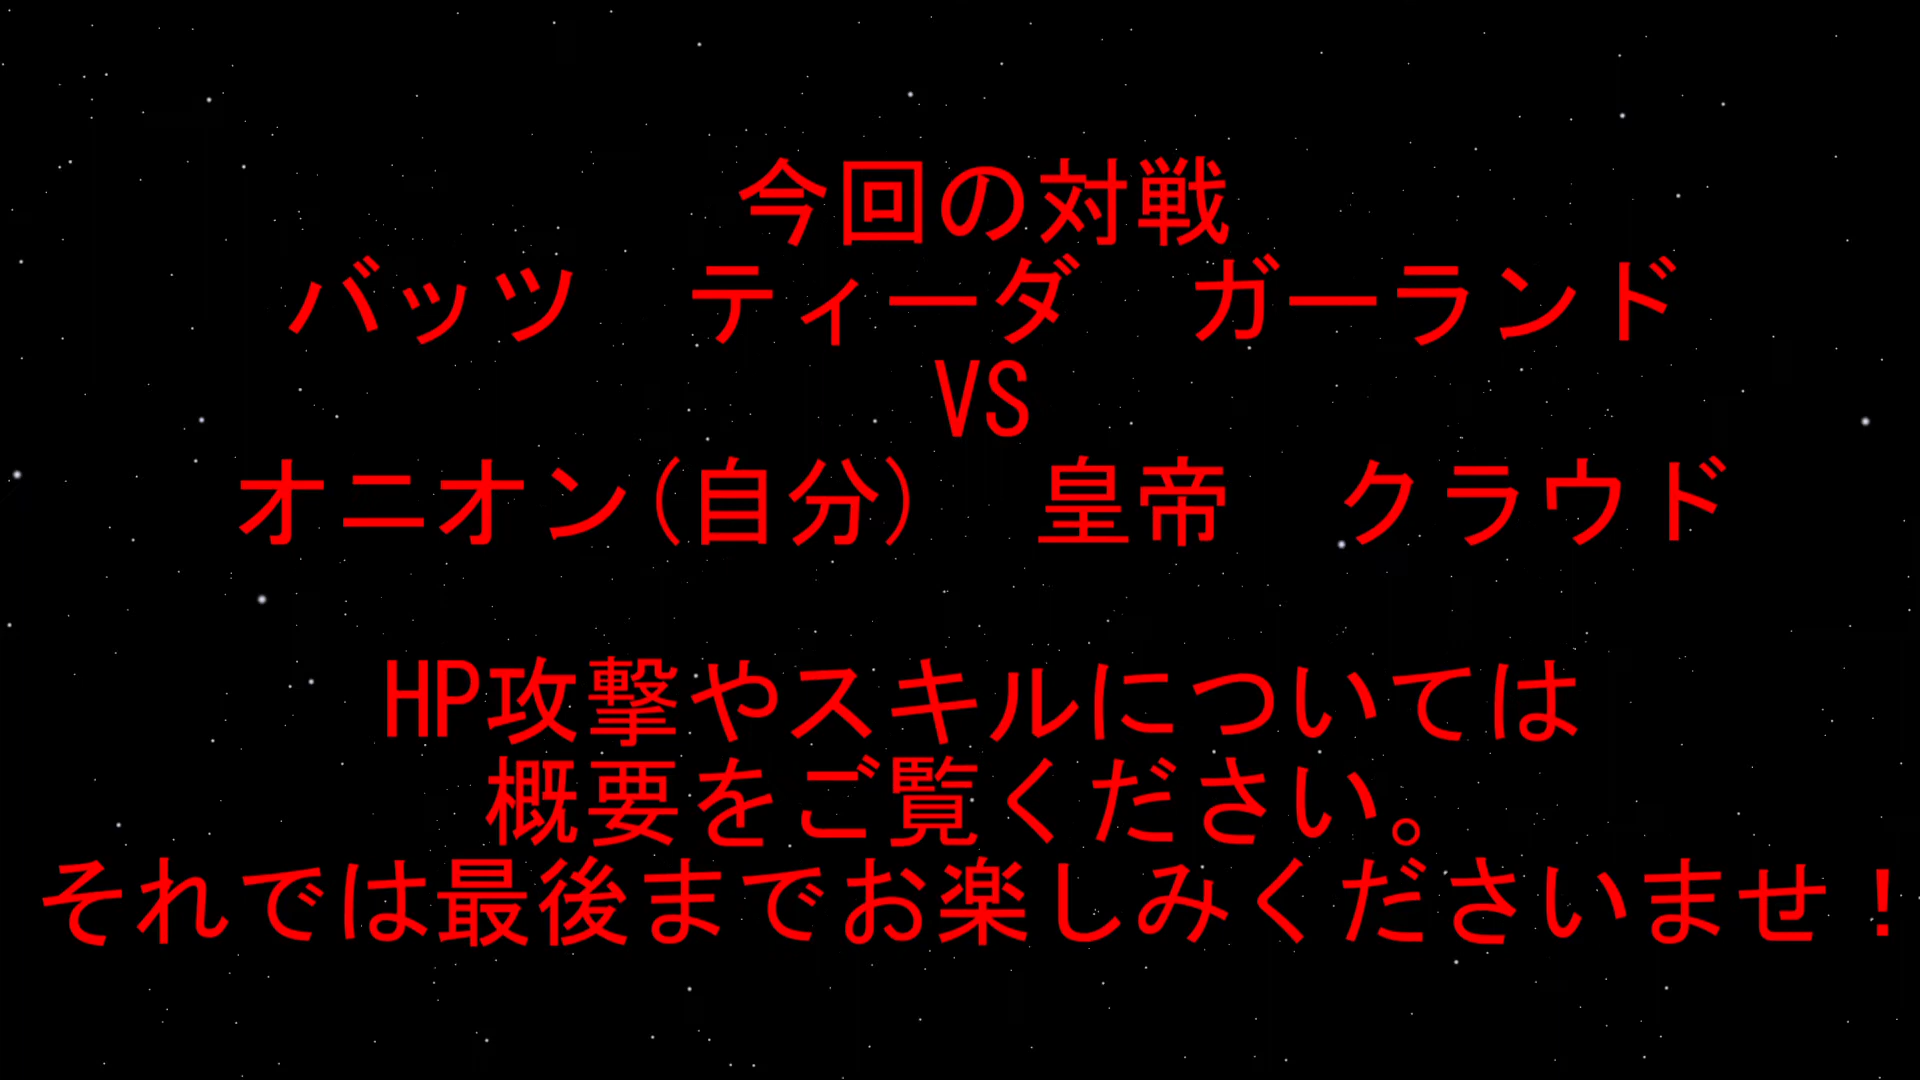 今回の対戦
バッツ　ティーダ　ガーランド
VS
オニオン(自分)　皇帝　クラウド
HP攻撃やスキルについては
概要をご覧ください。
それでは最後までお楽しみくださいませ！